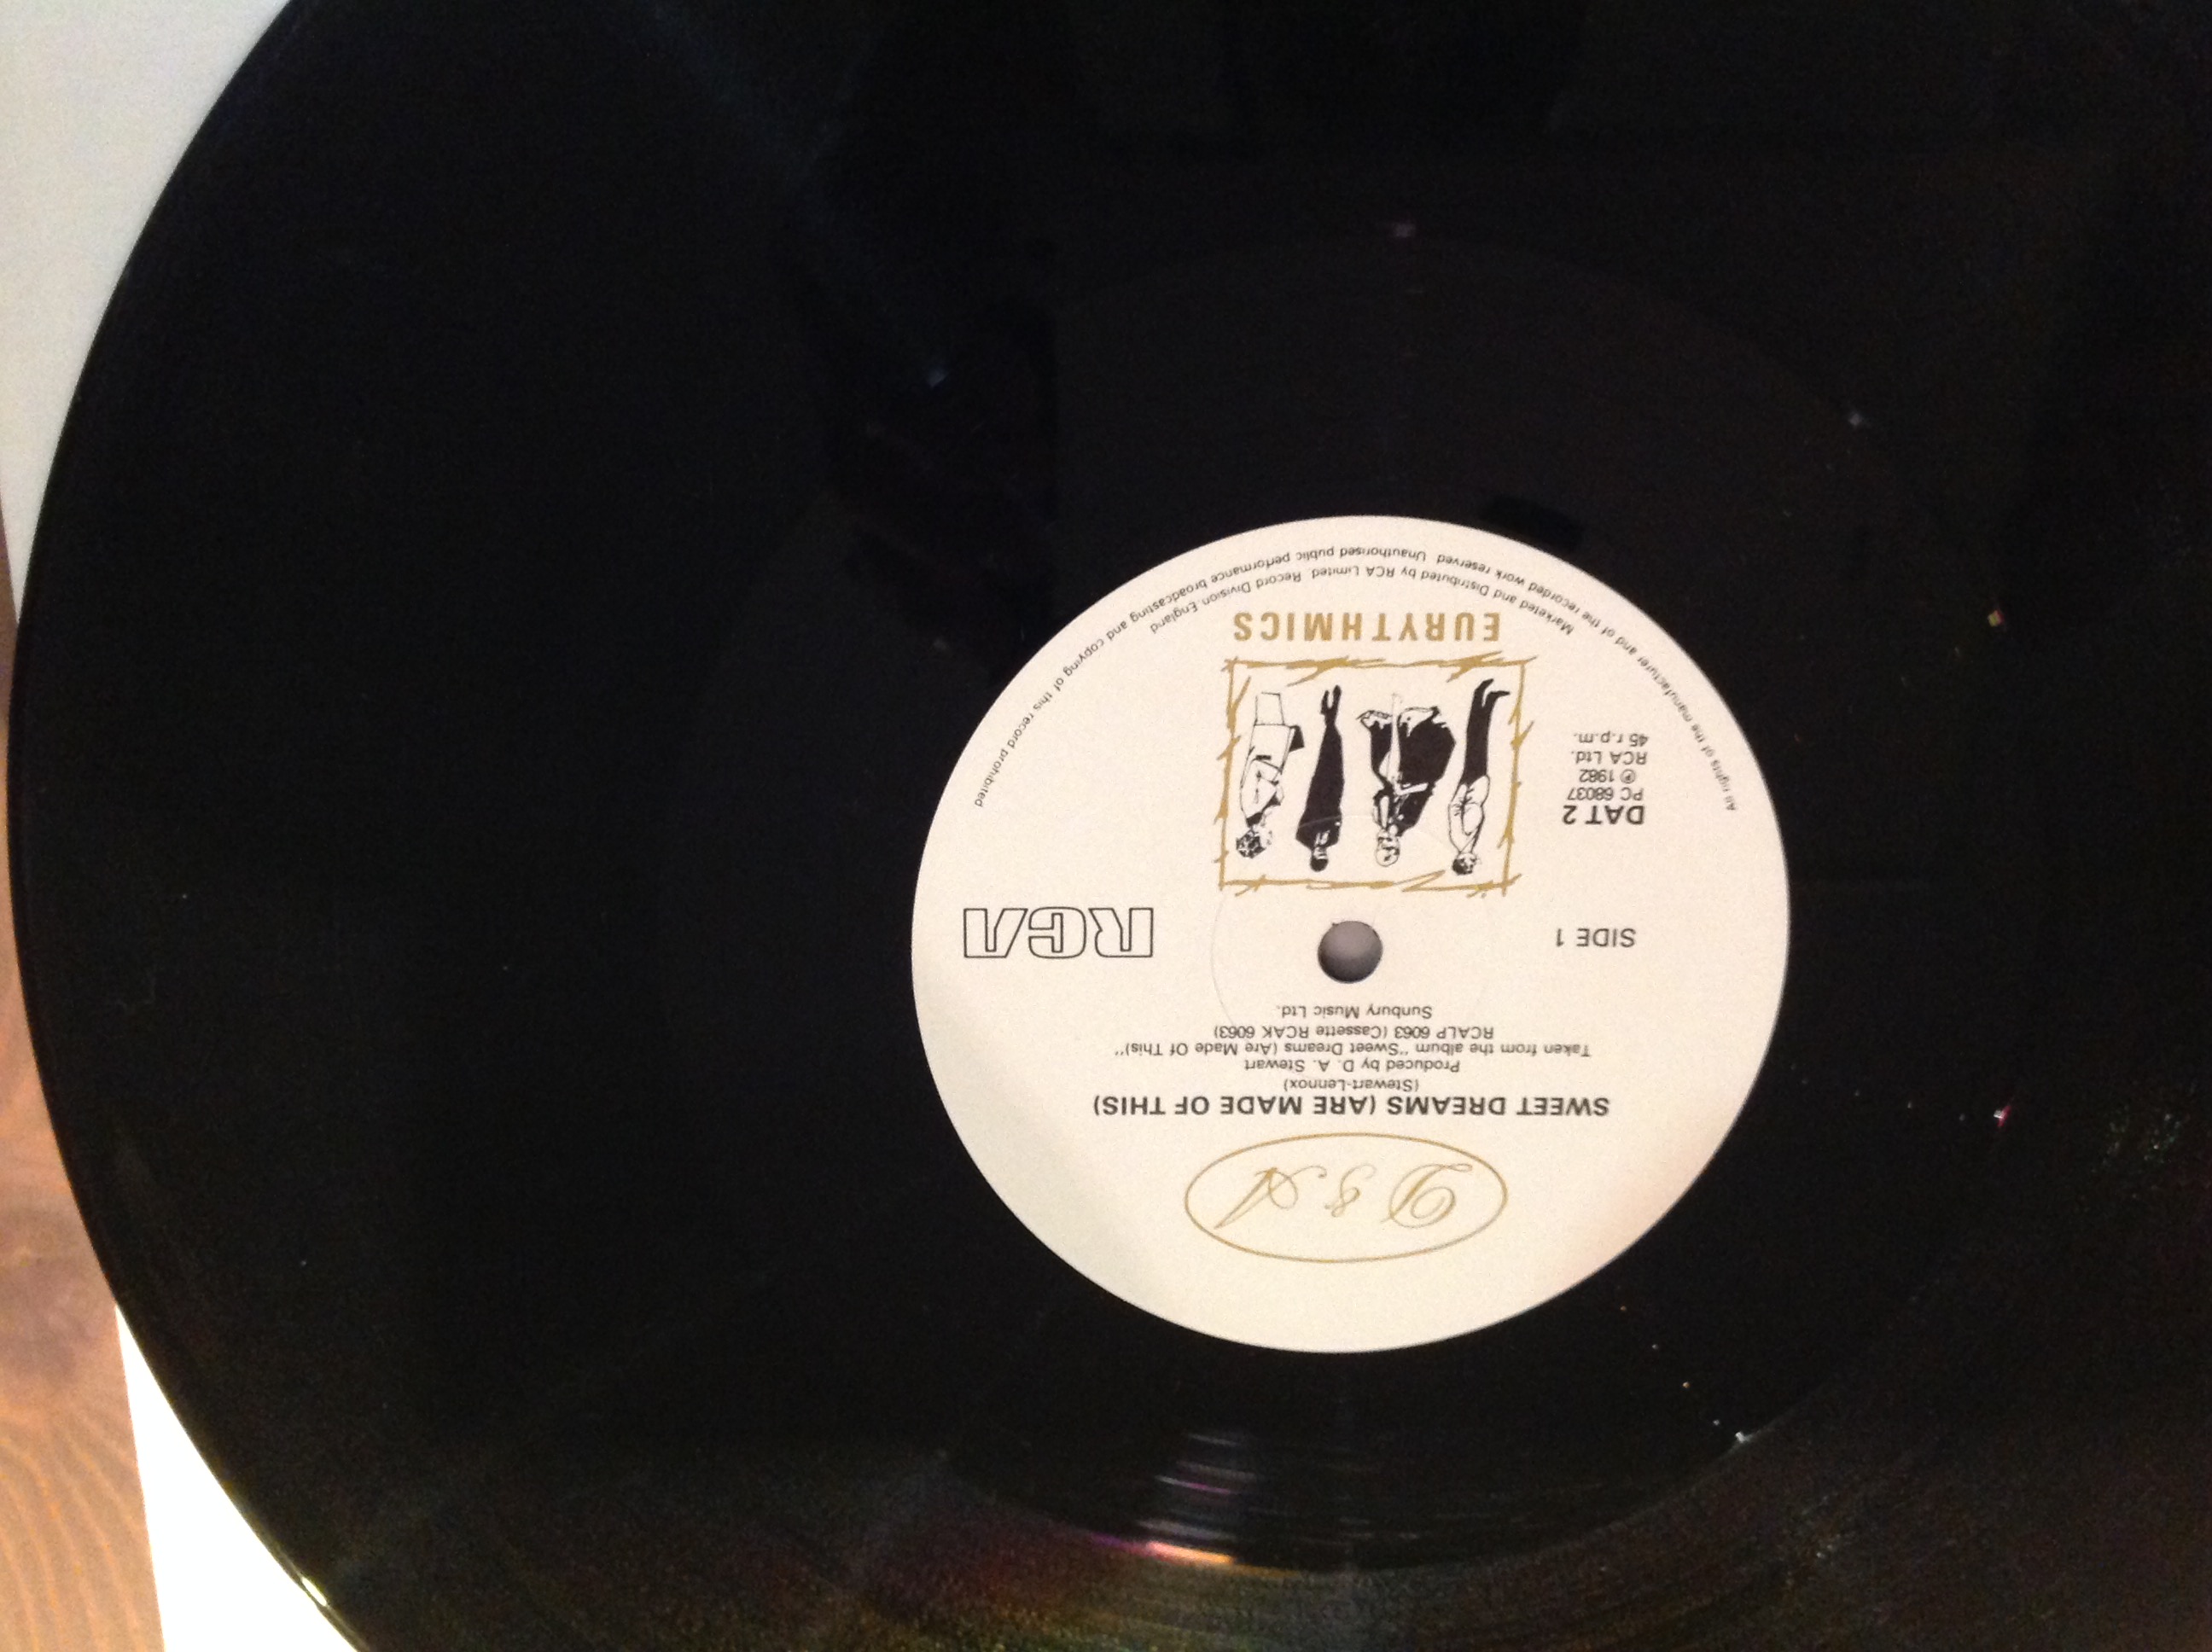 All rights of the manufacturer and of the recorded work reserved Unauthorised public performance broadcasting and copying of this record prohibited
Marketed and Distributed by RCA Limited. Record Division. England
EURYTHMICS
45 r.p.m.
RCA Ltd.
℗ 1982
PC 68037
DAT 2
SIDE 1
RCA
Sunbury Music Ltd.
RCALP 6063 (Cassette RCAK 6063)
Taken from the album "Sweet Dreams (Are Made Of This)"
Produced by D. A. Stewart
(Stewart-Lennox)
SWEET DREAMS (ARE MADE OF THIS)
D & A